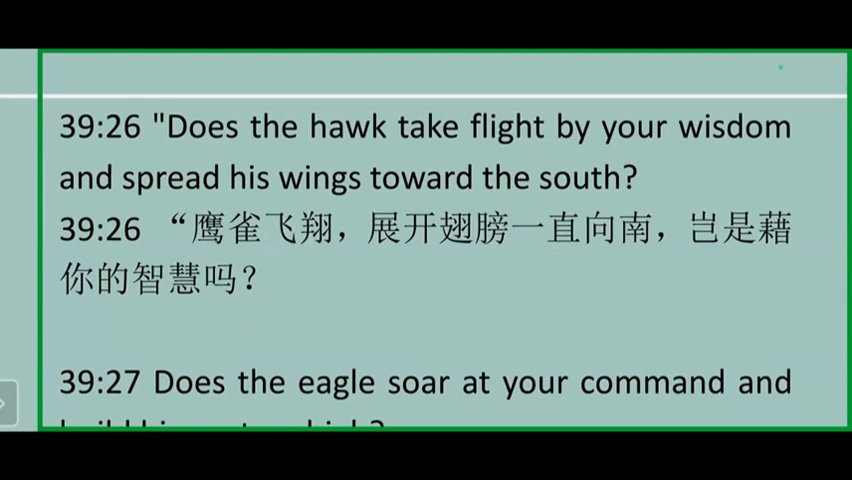 39:26 "Does the hawk take flight by your wisdom
and spread his wings toward the south?
39:26 “鹰雀飞翔，展开翅膀一直向南，岂是藉
你的智慧吗？
39:27 Does the eagle soar at your command and